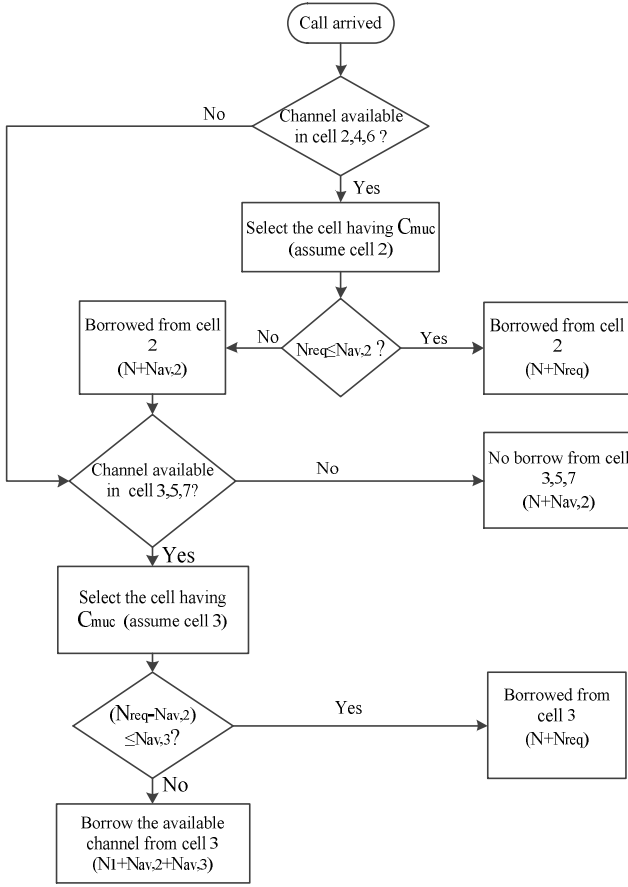 Call arrived
Channel available
in cell 2,4,6 ?
No
Yes
Select the cell having Cmuc
(assume cell 2)
Nreq≤Nav,2 ?
No
Yes
Borrowed from cell
2
(N+Nav,2)
Borrowed from cell
2
(N+Nreq)
Channel available
in cell 3,5,7?
No
No borrow from cell
3,5,7
(N+Nav,2)
Yes
Select the cell having
Cmuc (assume cell 3)
(Nreq-Nav,2)
≤Nav,3?
Yes
Borrowed from
cell 3
(N+Nreq)
No
Borrow the available
channel from cell 3
(N1+Nav,2+Nav,3)